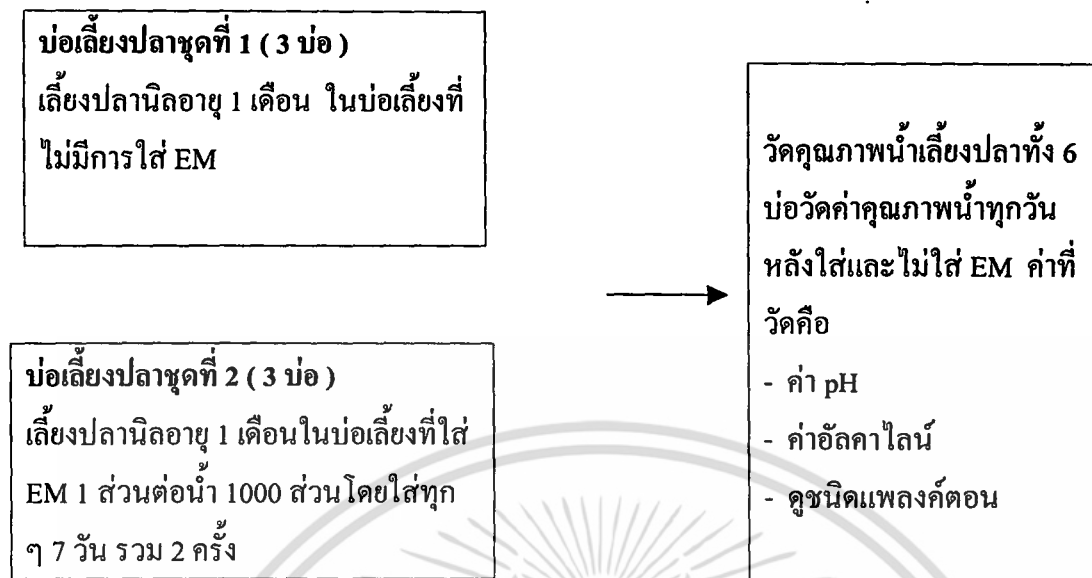 บ่อเลี้ยงปลาชุดที่ 1 ( 3 บ่อ )
เลี้ยงปลานิลอายุ 1 เดือน ในบ่อเลี้ยงที่
ไม่มีการใส่ EM
บ่อเลี้ยงปลาชุดที่ 2 ( 3 บ่อ )
เลี้ยงปลานิลอายุ 1 เดือนในบ่อเลี้ยงที่ใส่
EM 1 ส่วนต่อน้ำ 1000 ส่วนโดยใส่ทุก
ๆ 7 วัน รวม 2 ครั้ง
วัดคุณภาพน้ำเลี้ยงปลาทั้ง 6
บ่อวัดค่าคุณภาพน้ำทุกวัน
หลังใส่และไม่ใส่ EM ค่าที่
วัดคือ
- ค่า pH
- ค่าอัลคาไลน์
- ดูชนิดแพลงค์ตอน